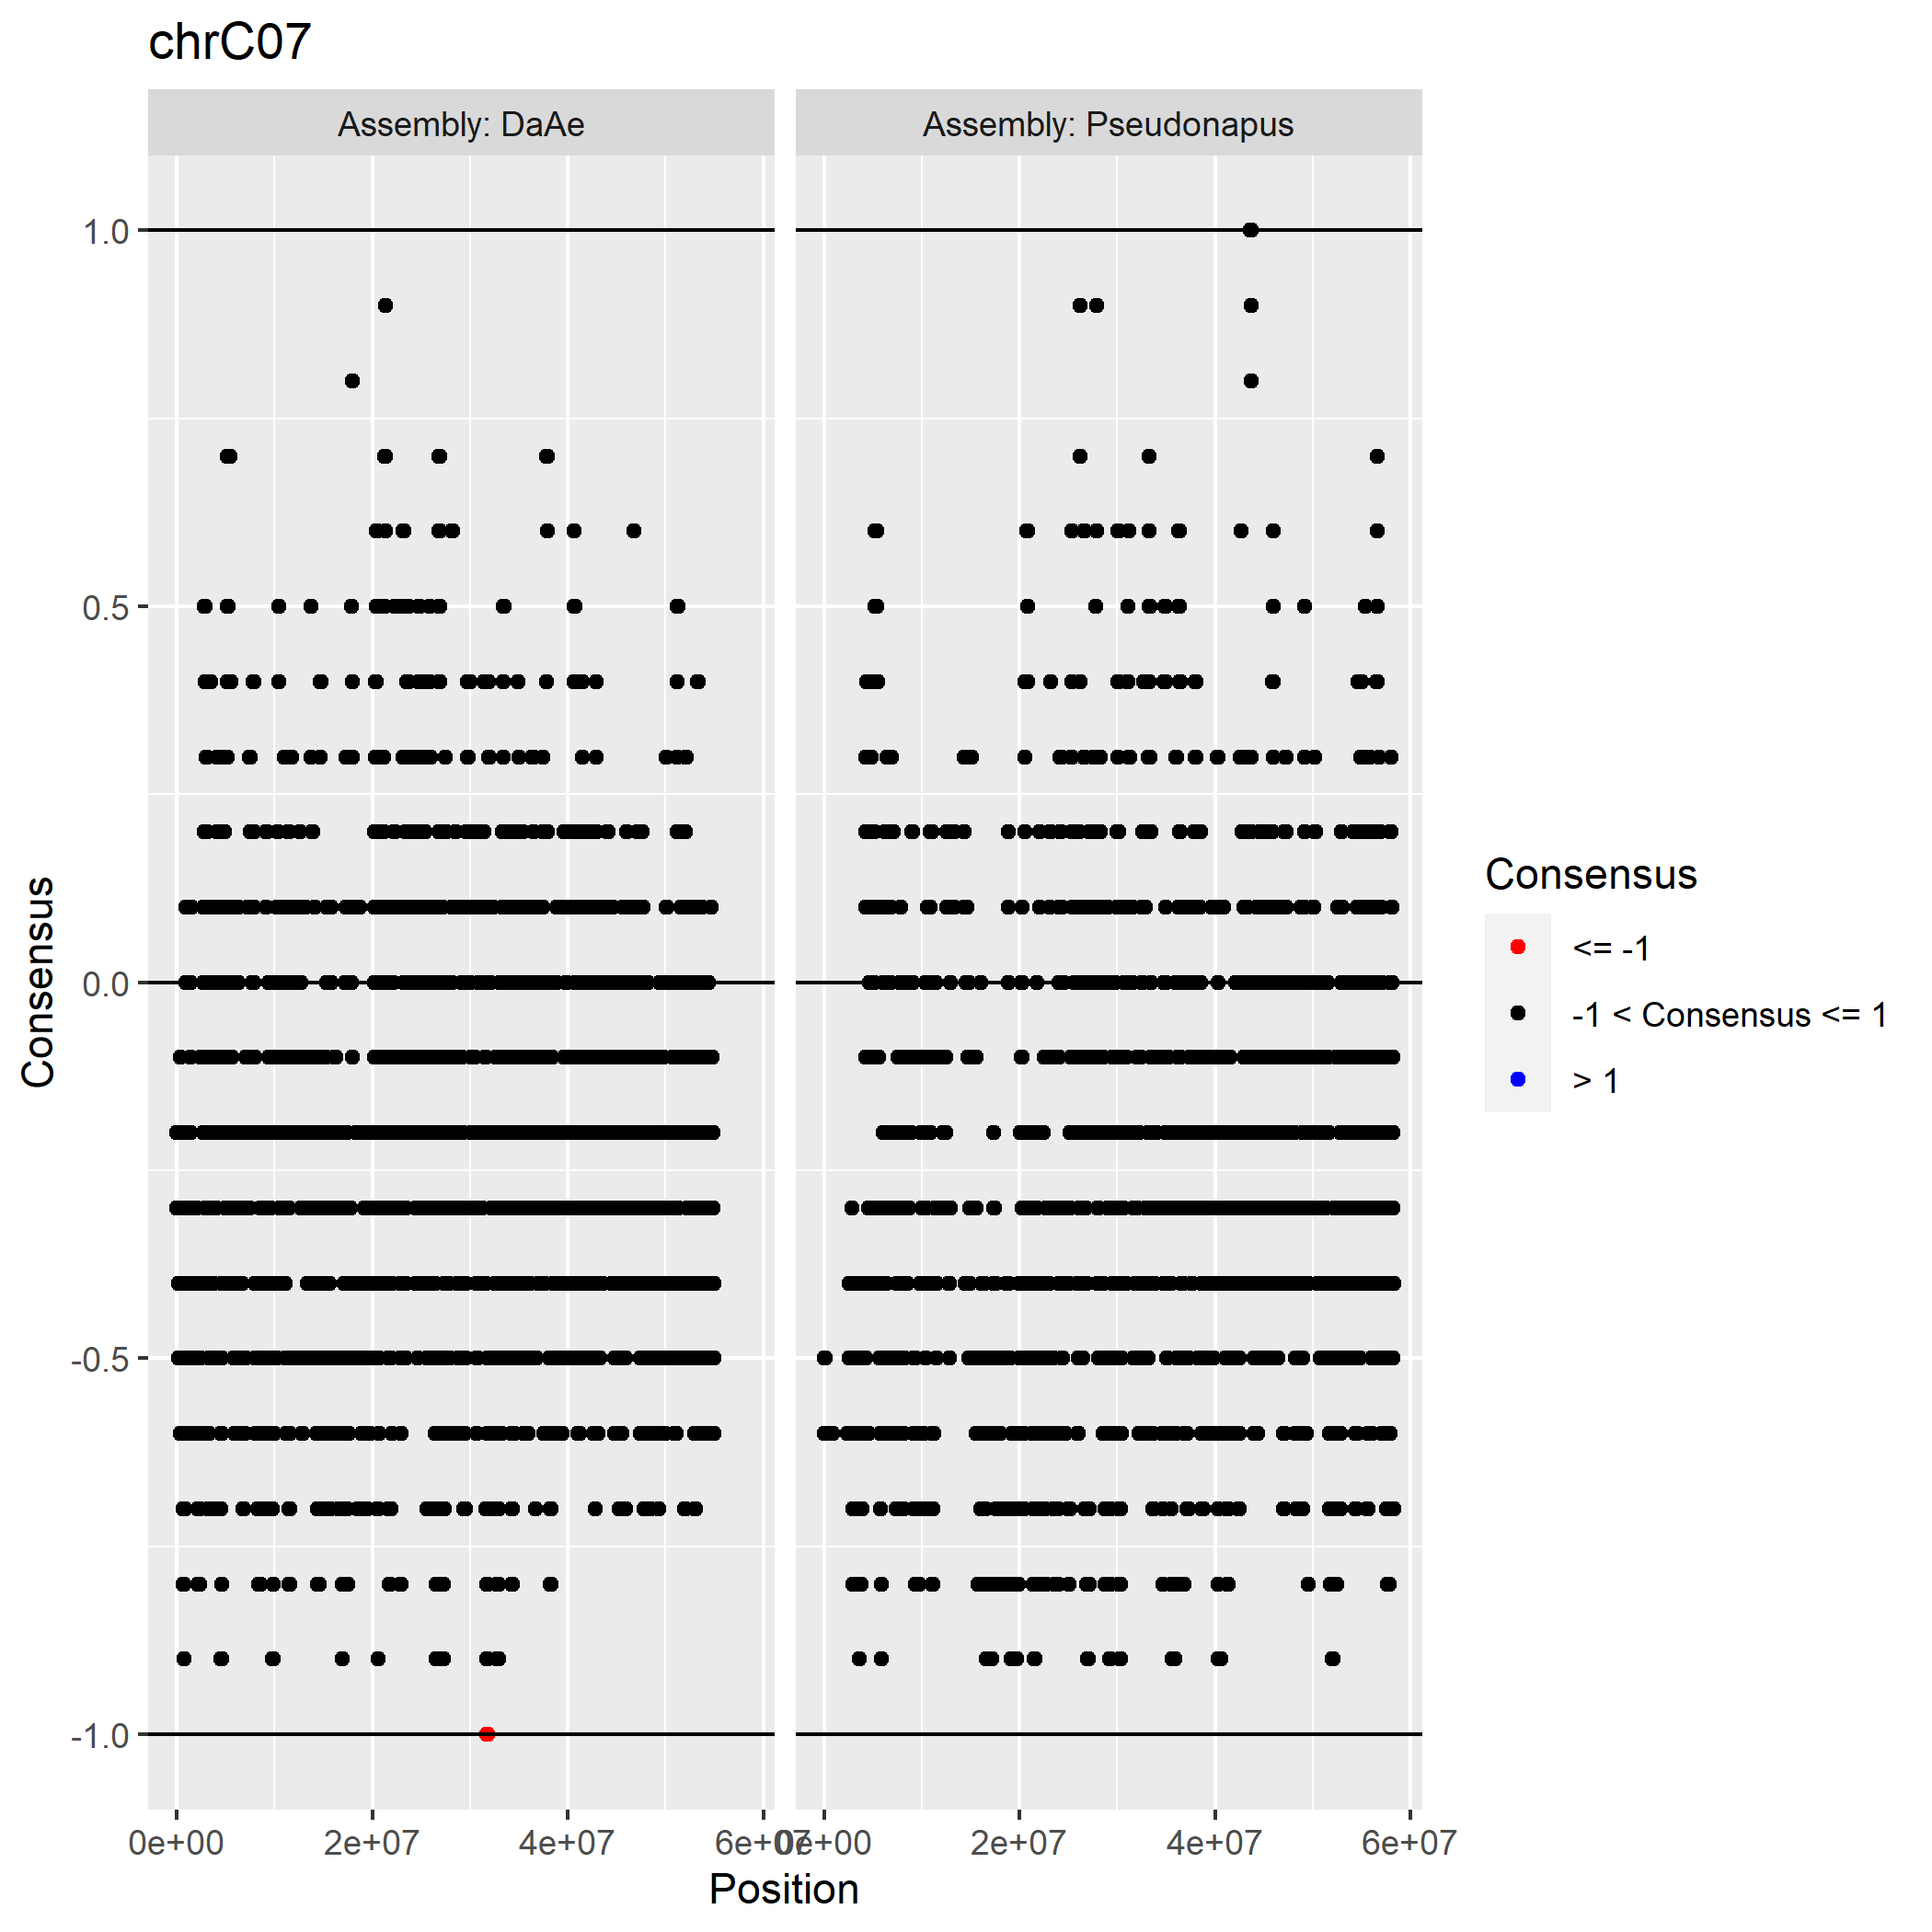 chrC07
Assembly: DaAe
Assembly: Pseudonapus
1.0
0.5
0.0
-0.5
-1.0
Consensus
0e+00
2e+07
4e+07
6e+07
0e+00
2e+07
4e+07
6e+07
Position
Consensus
<= -1
-1 < Consensus <= 1
> 1